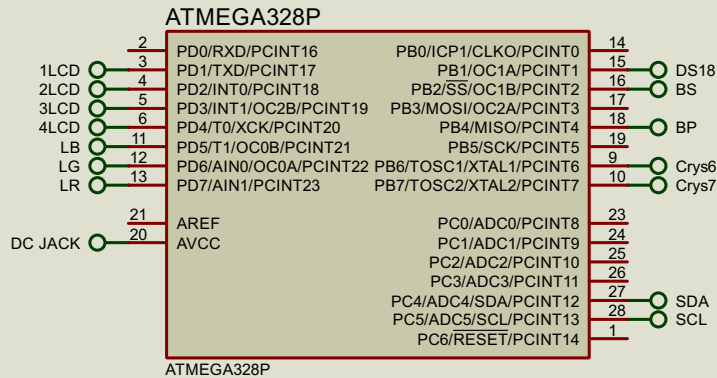 ATMEGA328P
2 PD0/RXD/PCINT16 PB0/ICP1/CLKO/PCINT0 14
1LCD 3 PD1/TXD/PCINT17 PB1/OC1A/PCINT1 15 DS18
2LCD 4 PD2/INT0/PCINT18 PB2/SS/OC1B/PCINT2 16 BS
3LCD 5 PD3/INT1/OC2B/PCINT19 PB3/MOSI/OC2A/PCINT3 17
4LCD 6 PD4/T0/XCK/PCINT20 PB4/MISO/PCINT4 18 BP
LB 11 PD5/T1/OC0B/PCINT21 PB5/SCK/PCINT5 19
LG 12 PD6/AIN0/OC0A/PCINT22 PB6/TOSC1/XTAL1/PCINT6 9 Crys6
LR 13 PD7/AIN1/PCINT23 PB7/TOSC2/XTAL2/PCINT7 10 Crys7
21 AREF PC0/ADC0/PCINT8 23
DC JACK 20 AVCC PC1/ADC1/PCINT9 24
PC2/ADC2/PCINT10 25
PC3/ADC3/PCINT11 26
PC4/ADC4/SDA/PCINT12 27 SDA
PC5/ADC5/SCL/PCINT13 28 SCL
PC6/RESET/PCINT14 1
ATMEGA328P